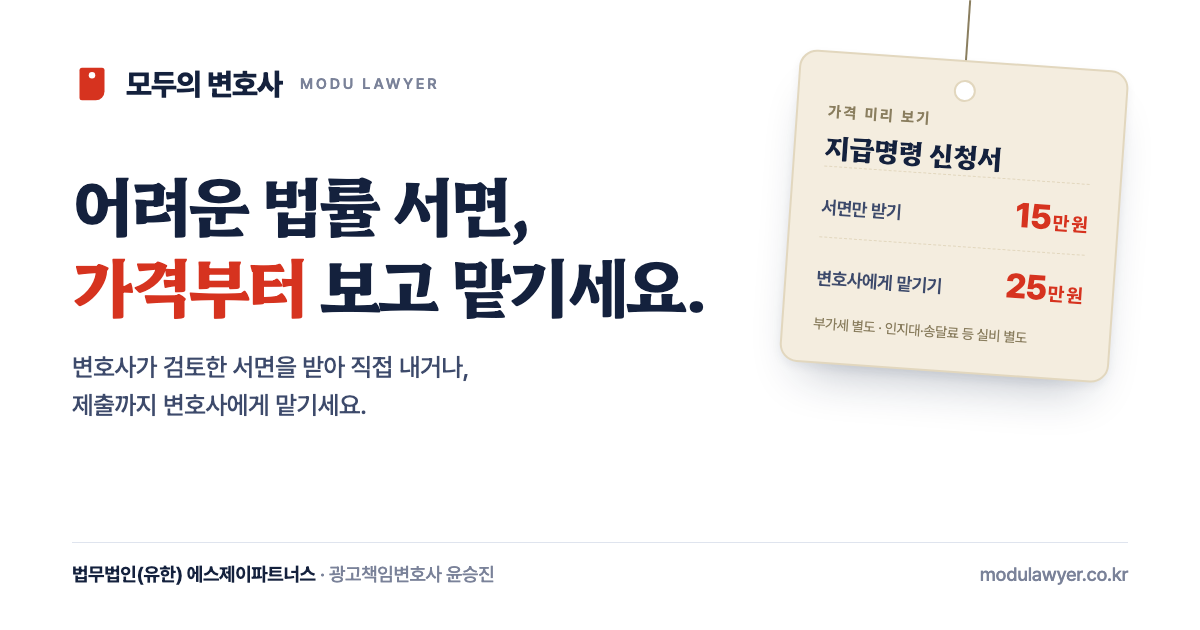 모두의 변호사 MODU LAWYER
어려운 법률 서면,
가격부터 보고 맡기세요.
변호사가 검토한 서면을 받아 직접 내거나,
제출까지 변호사에게 맡기세요.
가격 미리 보기
지급명령 신청서
서면만 받기 15만원
변호사에게 맡기기 25만원
부가세 별도 · 인지대·송달료 등 실비 별도
법무법인(유한) 에스제이파트너스 · 광고책임변호사 윤승진
modulawyer.co.kr